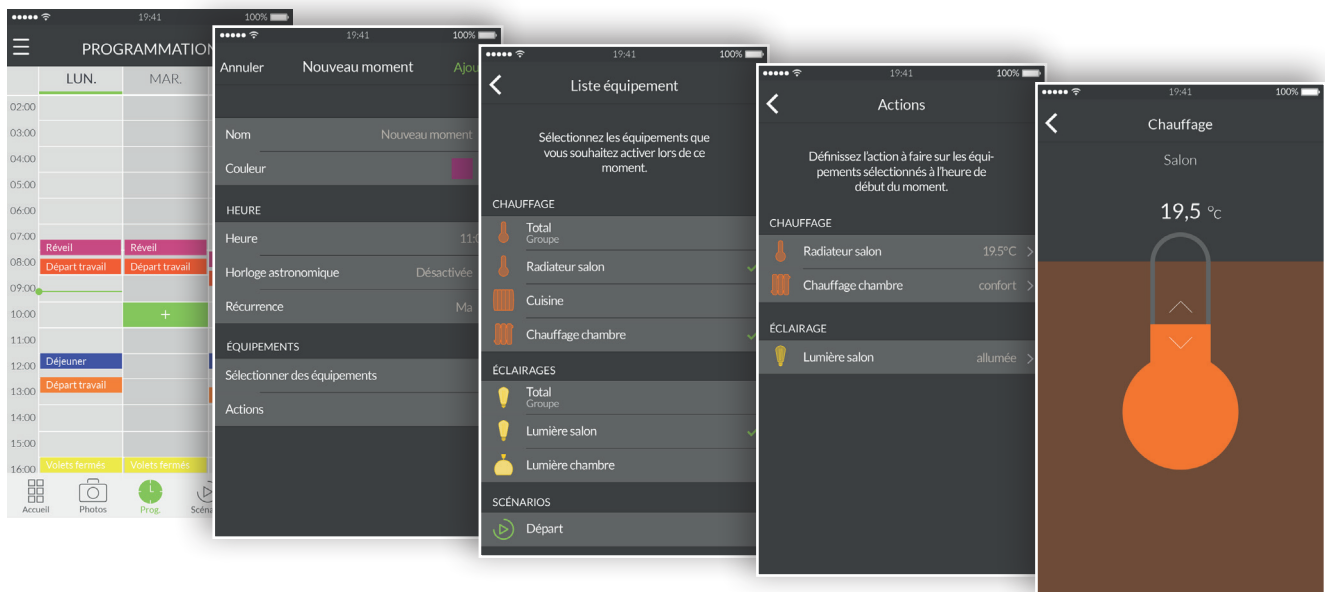 19:41
100%
PROGRAMMATION
LUN.
MAR.
02:00
03:00
04:00
05:00
06:00
07:00
Réveil
Réveil
08:00
Départ travail
Départ travail
09:00
10:00
+
11:00
12:00
Déjeuner
13:00
Départ travail
14:00
15:00
16:00
Volets fermés
Volets fermés
Accueil
Photos
Prog.
19:41
100%
Annuler
Nouveau moment
Nom
Nouveau moment
Couleur
HEURE
Heure
Horloge astronomique
Désactivée
Récurrence
Ma
ÉQUIPEMENTS
Sélectionner des équipements
Actions
19:41
100%
Liste équipement
Sélectionnez les équipements que
vous souhaitez activer lors de ce
moment.
CHAUFFAGE
Total
Groupe
Radiateur salon
Cuisine
Chauffage chambre
ÉCLAIRAGES
Total
Groupe
Lumière salon
Lumière chambre
SCÉNARIOS
Départ
19:41
100%
Actions
Définissez l'action à faire sur les équi-
pements sélectionnés à l'heure de
début du moment.
CHAUFFAGE
Radiateur salon
19.5°C
Chauffage chambre
confort
ÉCLAIRAGE
Lumière salon
allumée
19:41
100%
Chauffage
Salon
19,5 °C